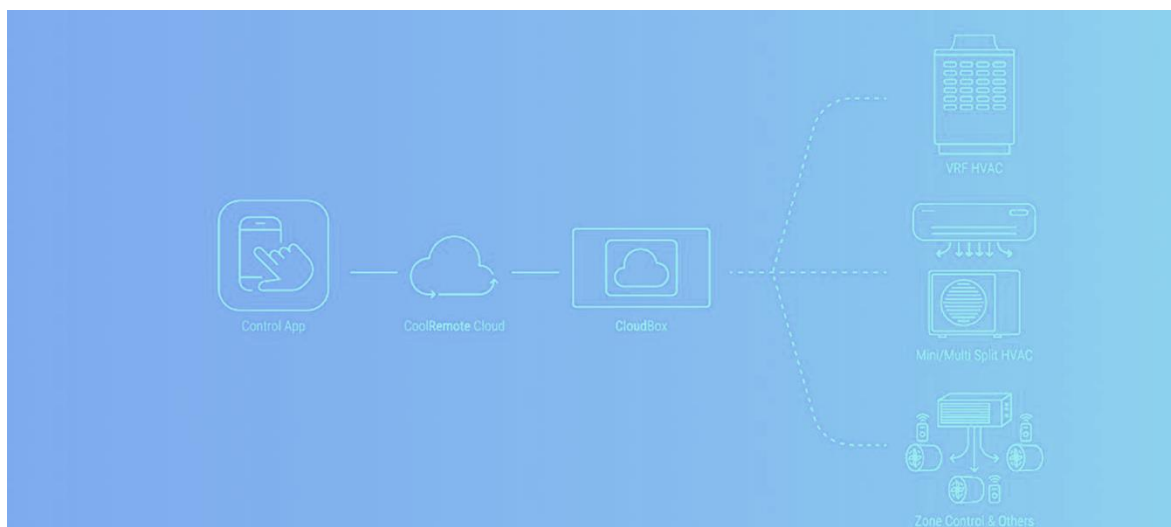 VRF HVAC
Control App
CoolRemote Cloud
CloudBox
Mini/Multi Split HVAC
Zone Control & Others